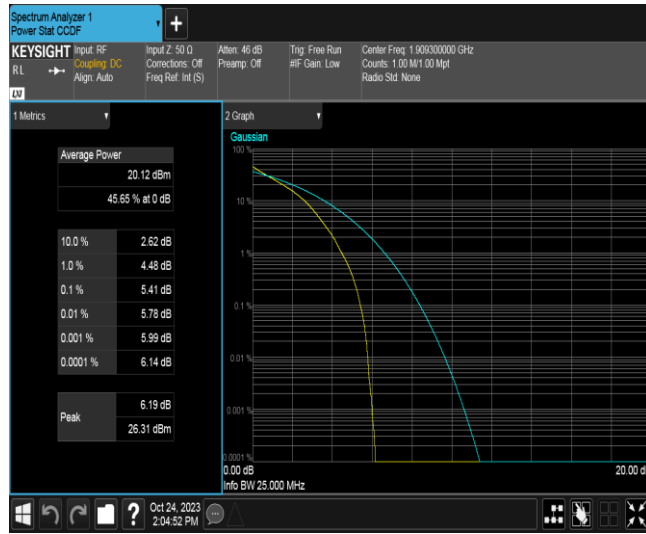 Spectrum Analyzer 1
Power Stat CCDF
+
KEYSIGHT
RL
LXI
Input: RF
Coupling: DC
Align: Auto
Input Z: 50 Ω
Corrections: Off
Freq Ref: Int (S)
Atten: 46 dB
Preamp: Off
Trig: Free Run
#IF Gain: Low
Center Freq: 1.909300000 GHz
Counts: 1.00 M/1.00 Mpt
Radio Std: None
1 Metrics
Average Power
20.12 dBm
45.65 % at 0 dB
10.0 % 2.62 dB
1.0 % 4.48 dB
0.1 % 5.41 dB
0.01 % 5.78 dB
0.001 % 5.99 dB
0.0001 % 6.14 dB
Peak
6.19 dB
26.31 dBm
2 Graph
Gaussian
100 %
10 %
1 %
0.1 %
0.01 %
0.001 %
0.0001 %
0.00 dB
20.00 d
Info BW 25.000 MHz
?
Oct 24, 2023
2:04:52 PM